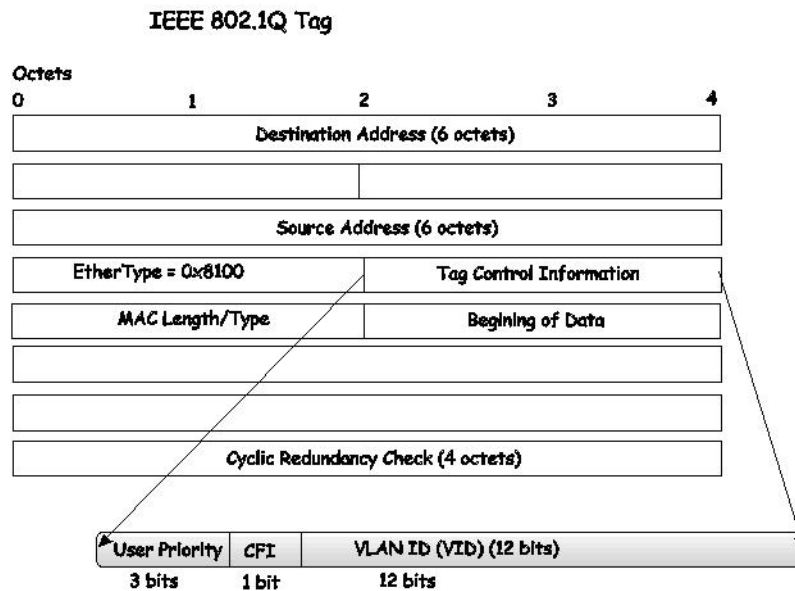 IEEE 802.1Q Tag
Octets
0 1 2 3 4
Destination Address (6 octets)
Source Address (6 octets)
EtherType = 0x8100 Tag Control Information
MAC Length/Type Begining of Data
Cyclic Redundancy Check (4 octets)
User Priority CFI VLAN ID (VID) (12 bits)
3 bits 1 bit 12 bits